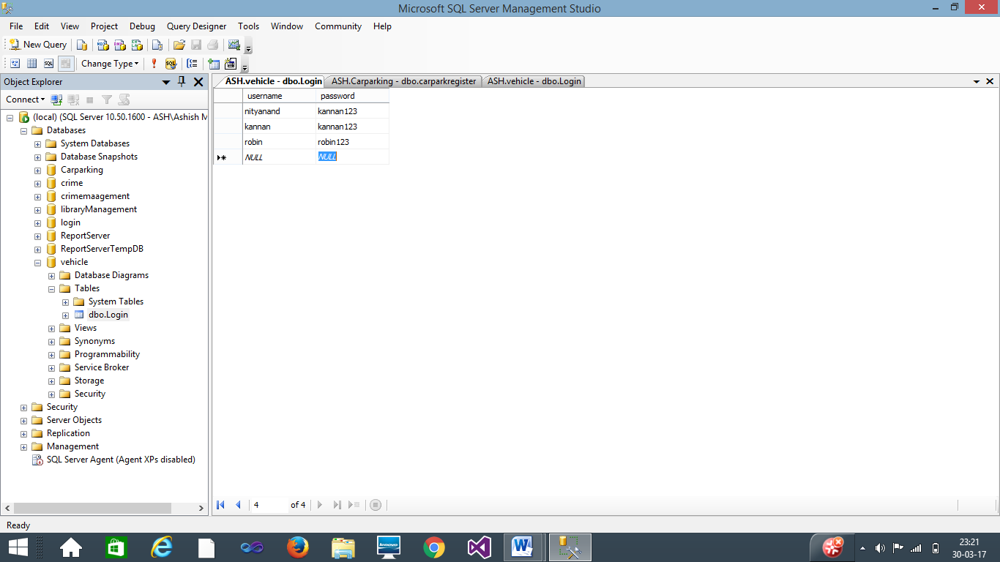 Microsoft SQL Server Management Studio
File Edit View Project Debug Query Designer Tools Window Community Help
New Query
Change Type
Object Explorer
Connect
(local) (SQL Server 10.50.1600 - ASH\Ashish M
Databases
System Databases
Database Snapshots
Carparking
crime
crimemaagement
libraryManagement
login
ReportServer
ReportServerTempDB
vehicle
Database Diagrams
Tables
System Tables
dbo.Login
Views
Synonyms
Programmability
Service Broker
Storage
Security
Security
Server Objects
Replication
Management
SQL Server Agent (Agent XPs disabled)
ASH.vehicle - dbo.Login ASH.Carparking - dbo.carparkregister ASH.vehicle - dbo.Login
username password
nityanand kannan123
kannan kannan123
robin robin123
NULL NULL
4 of 4
Ready
lenovo
23:21
30-03-17